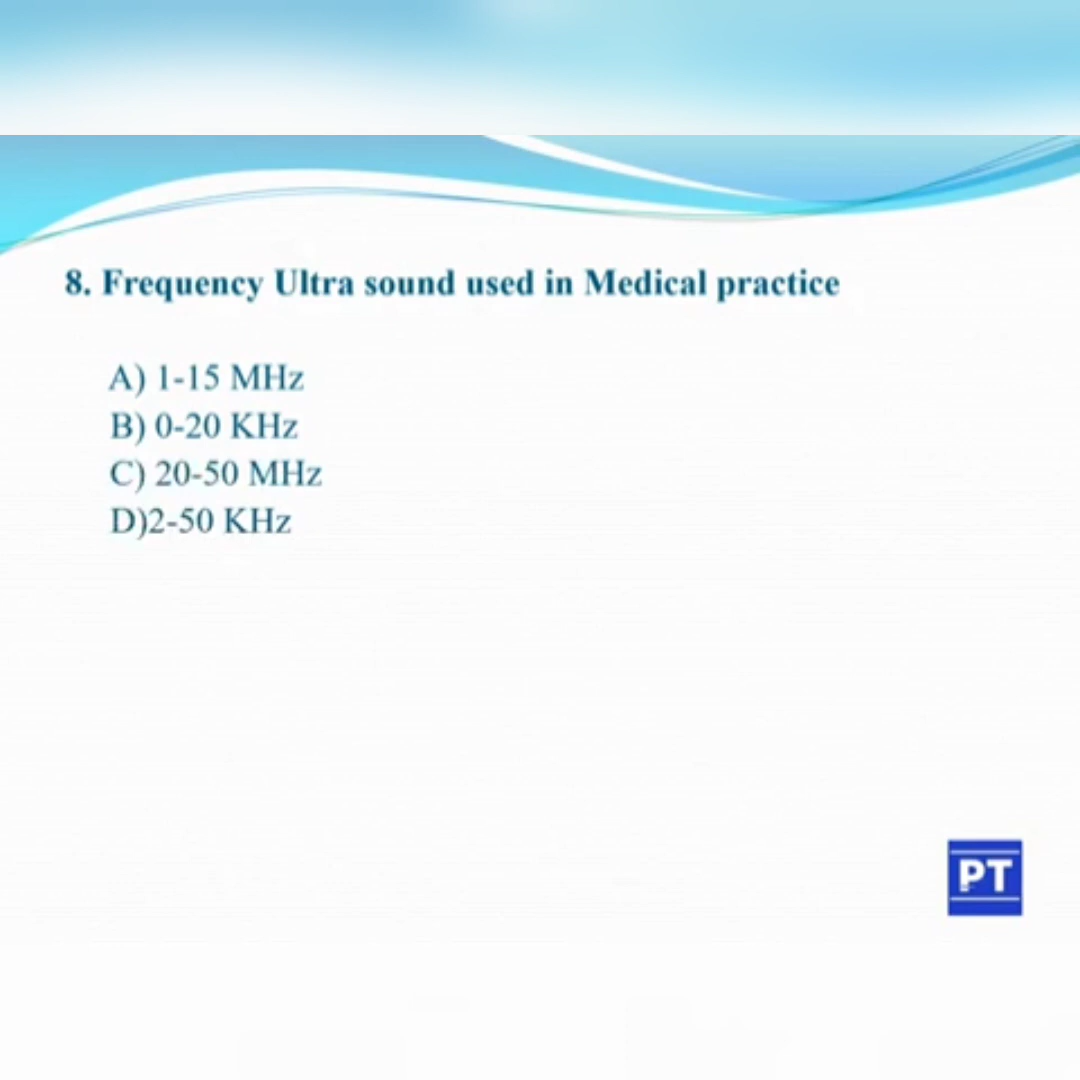 8. Frequency Ultra sound used in Medical practice
A) 1-15 MHz
B) 0-20 KHz
C) 20-50 MHz
D)2-50 KHz
PT